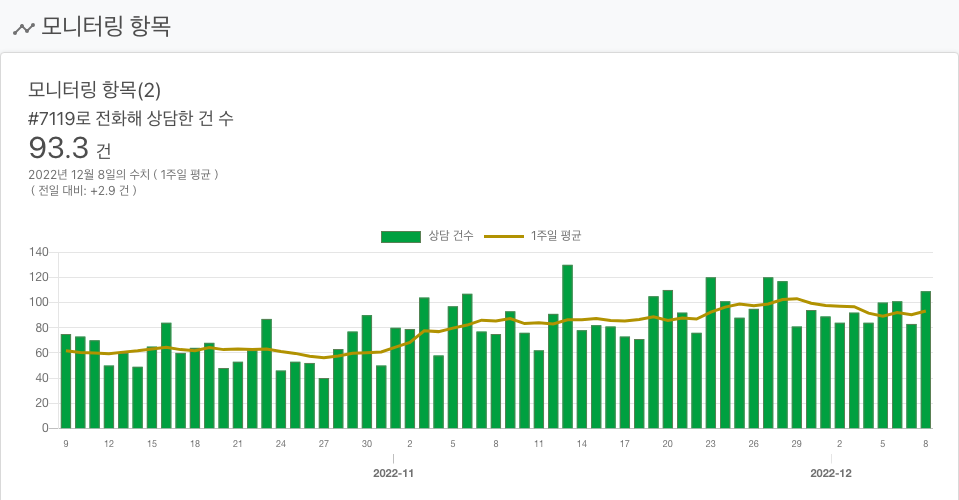 모니터링 항목
모니터링 항목(2)
#7119로 전화해 상담한 건 수
93.3 건
2022년 12월 8일의 수치 ( 1주일 평균 )
( 전일 대비: +2.9 건 )
상담 건수 1주일 평균
140
120
100
80
60
40
20
0
9 12 15 18 21 24 27 30 2 5 8 11 14 17 20 23 26 29 2 5 8
2022-11 2022-12